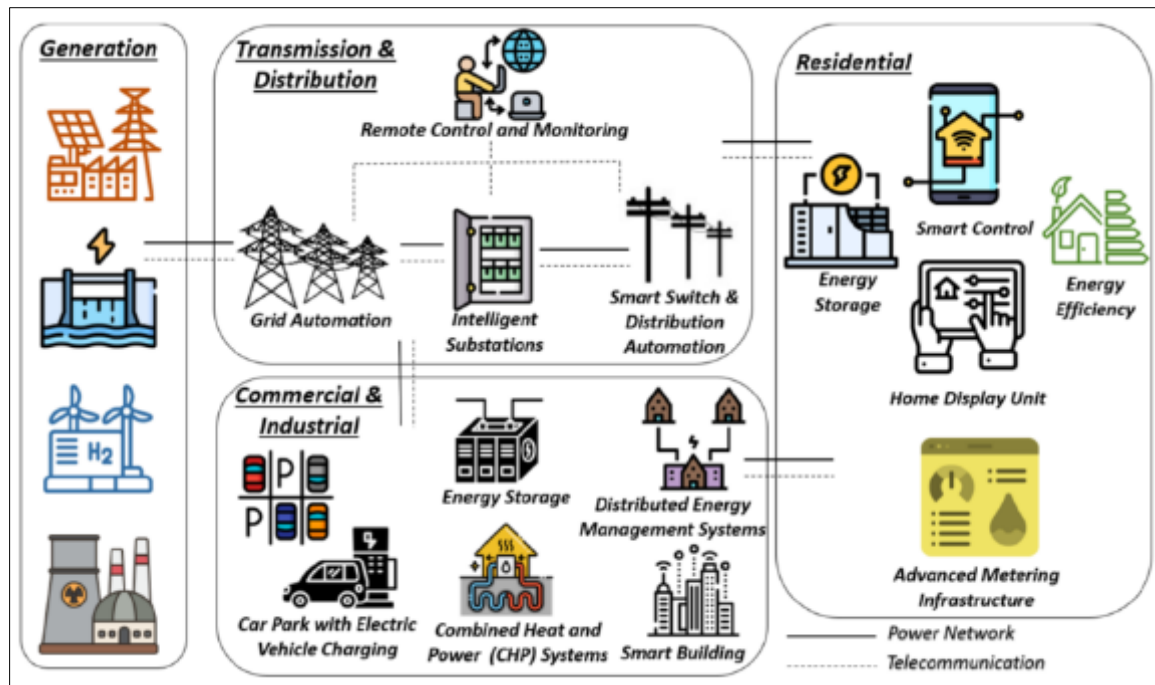 Generation
Transmission &
Distribution
Remote Control and Monitoring
Grid Automation
Intelligent
Substations
Smart Switch &
Distribution
Automation
Residential
Smart Control
Energy
Storage
Energy
Efficiency
Home Display Unit
Advanced Metering
Infrastructure
Commercial &
Industrial
P
P
Energy Storage
Distributed Energy
Management Systems
Car Park with Electric
Vehicle Charging
Combined Heat and
Power (CHP) Systems
Smart Building
H2
Power Network
Telecommunication